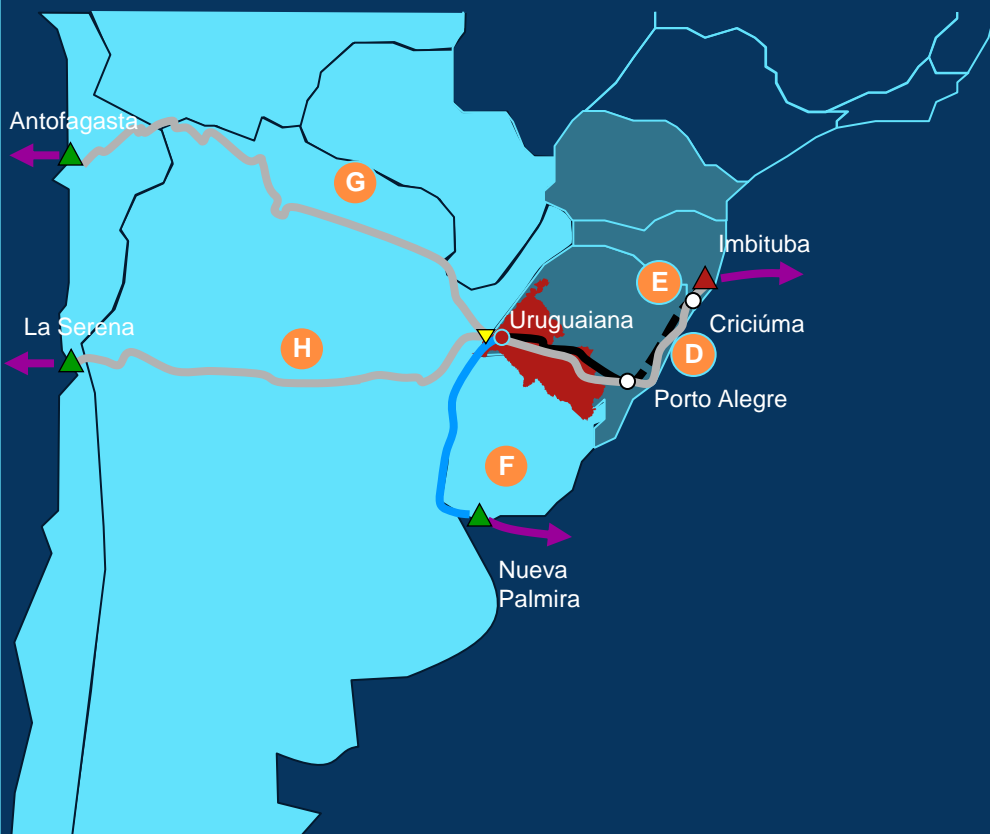 Antofagasta
G
Imbituba
E
Uruguaiana
La Serena
Criciúma
H
D
Porto Alegre
F
Nueva
Palmira